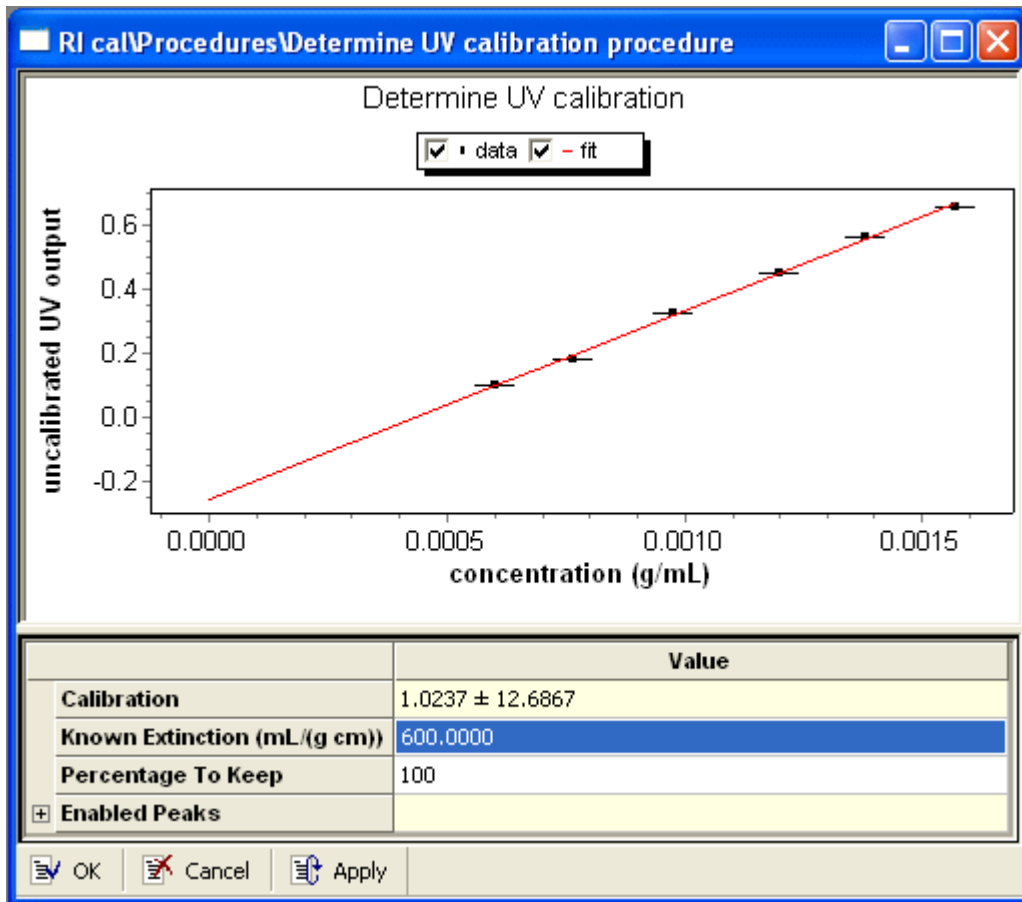 RI cal\Procedures\Determine UV calibration procedure
Determine UV calibration
data fit
uncalibrated UV output
0.6
0.4
0.2
0.0
-0.2
0.0000 0.0005 0.0010 0.0015
concentration (g/mL)
Value
Calibration 1.0237 ± 12.6867
Known Extinction (mL/(g cm)) 600.0000
Percentage To Keep 100
Enabled Peaks
OK Cancel Apply